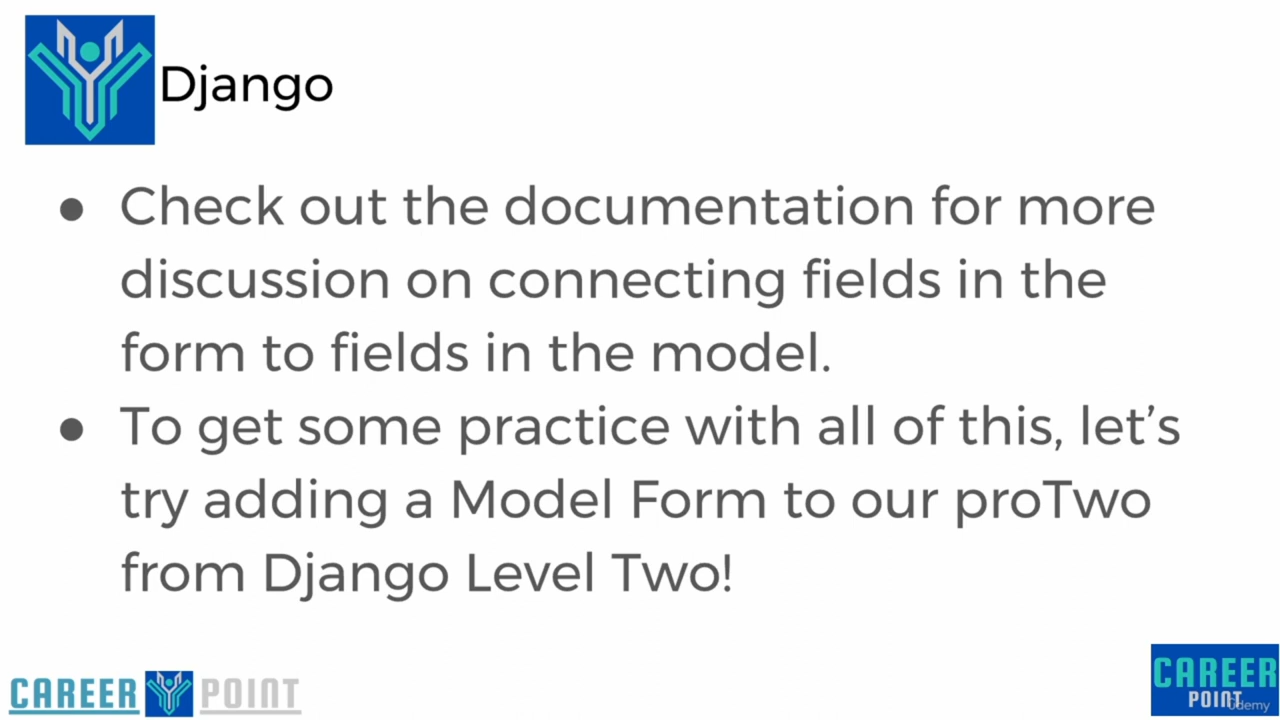 Django
● Check out the documentation for more
discussion on connecting fields in the
form to fields in the model.
● To get some practice with all of this, let’s
try adding a Model Form to our proTwo
from Django Level Two!
CAREER POINT
CAREER
POINT
Udemy